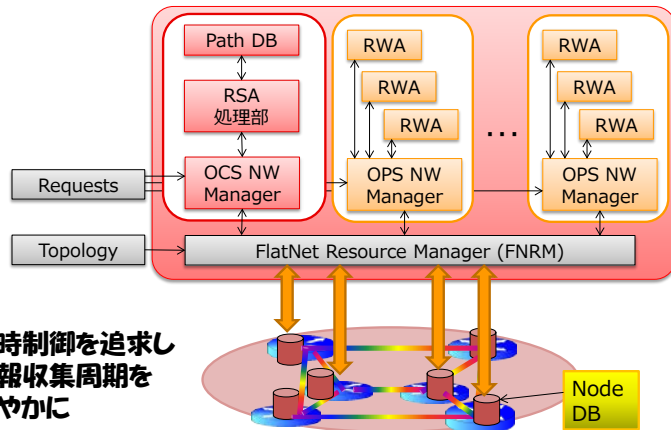 Path DB
RSA
処理部
OCS NW
Manager
RWA
RWA
RWA
OPS NW
Manager
...
RWA
RWA
RWA
OPS NW
Manager
Requests
Topology
FlatNet Resource Manager (FNRM)
時制御を追求し
報収集周期を
やかに
Node
DB